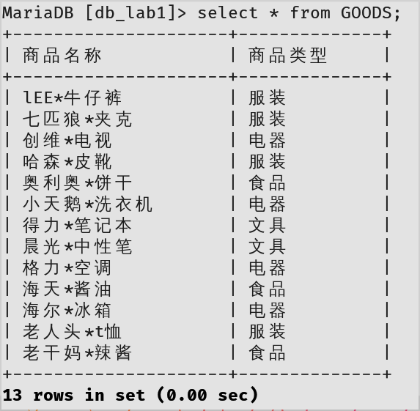 MariaDB [db_lab1]> select * from GOODS;
+--------------------+--------------+
| 商品名称 | 商品类型 |
+--------------------+--------------+
| lEE*牛仔裤 | 服装 |
| 七匹狼*夹克 | 服装 |
| 创维*电视 | 电器 |
| 哈森*皮靴 | 服装 |
| 奥利奥*饼干 | 食品 |
| 小天鹅*洗衣机 | 电器 |
| 得力*笔记本 | 文具 |
| 晨光*中性笔 | 文具 |
| 格力*空调 | 电器 |
| 海天*酱油 | 食品 |
| 海尔*冰箱 | 电器 |
| 老人头*t恤 | 服装 |
| 老干妈*辣酱 | 食品 |
+--------------------+--------------+
13 rows in set (0.00 sec)